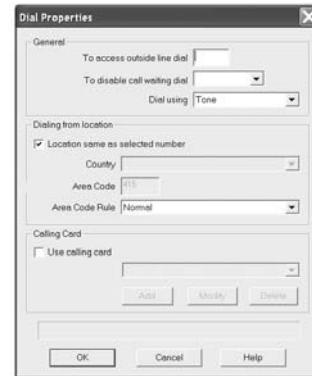 Dial Properties
General
To access outside line dial
To disable call waiting dial
Dial using Tone
Dialing from location
Location same as selected number
Country
Area Code 415
Area Code Rule Normal
Calling Card
Use calling card
Add Modify Delete
OK Cancel Help